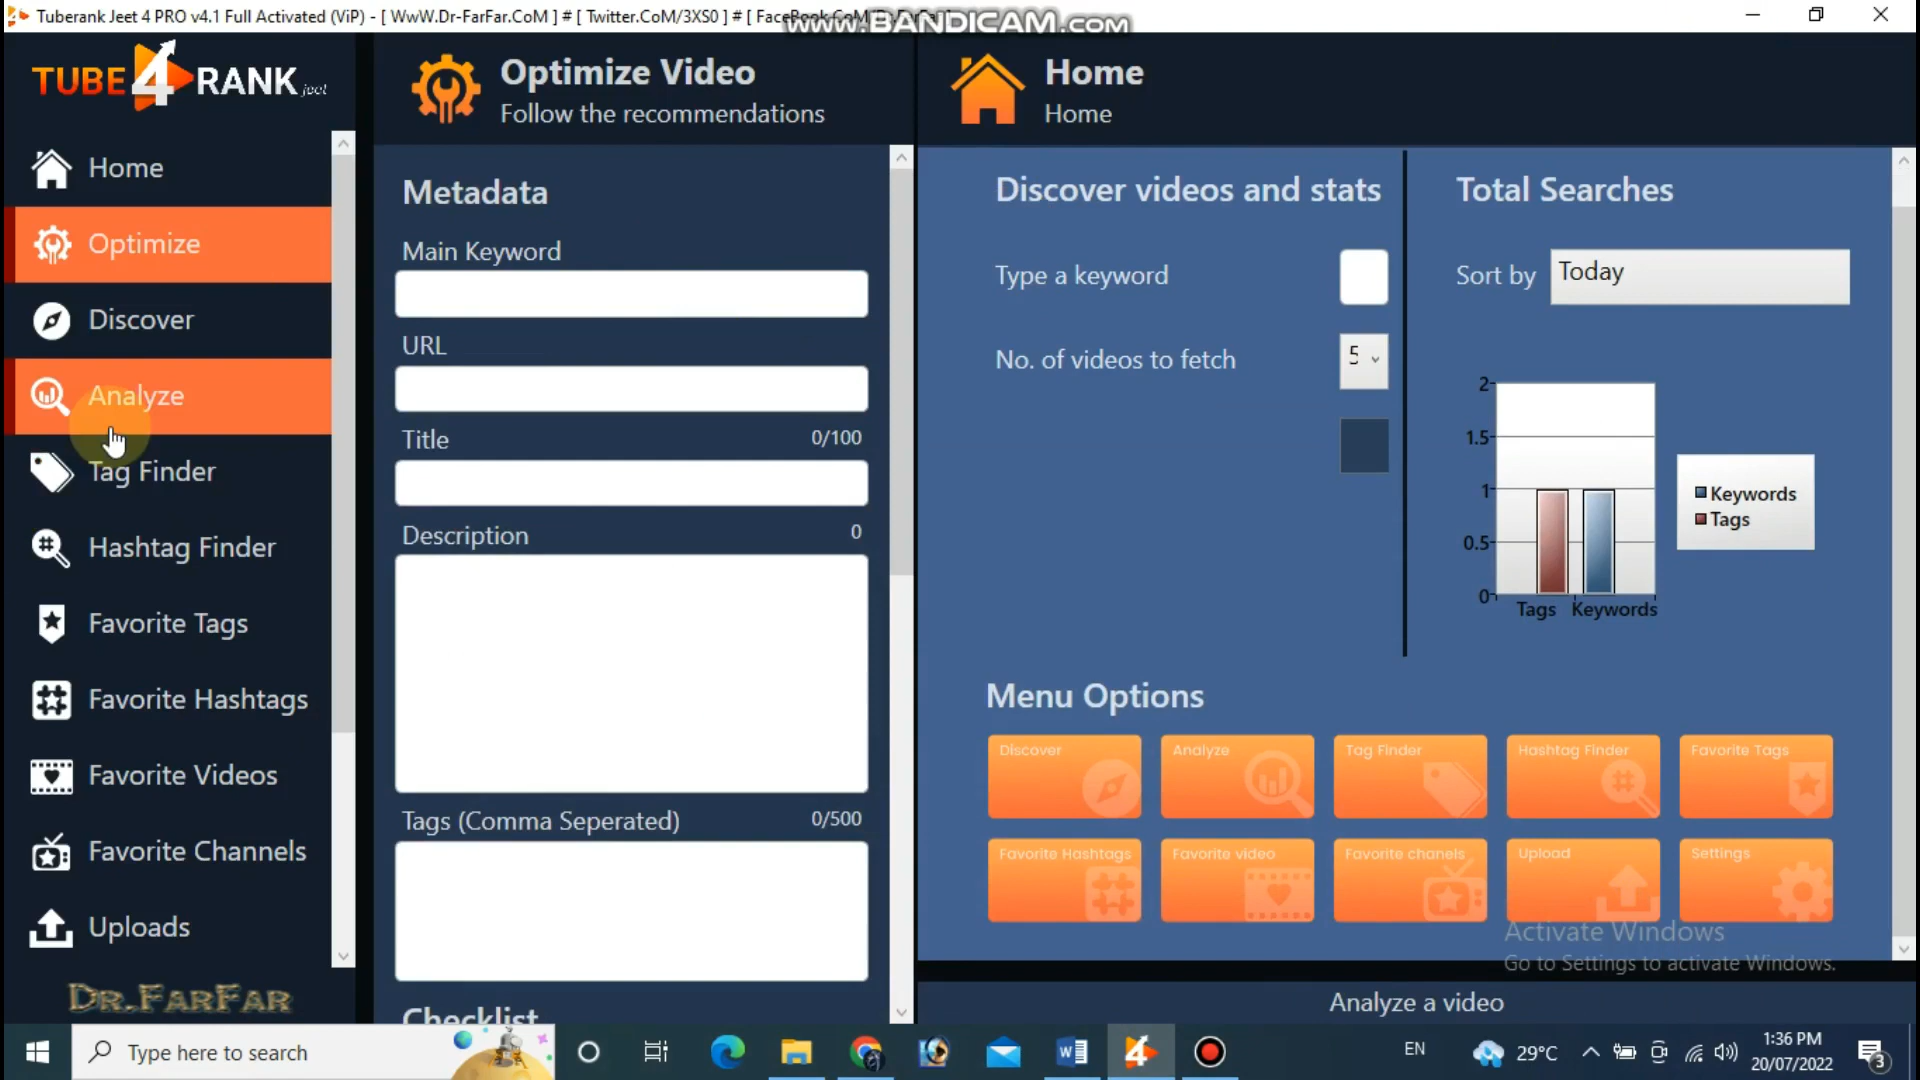 Tuberank Jeet 4 PRO v4.1 Full Activated (ViP) - [ WwW.Dr-FarFar.CoM ] # [ Twitter.CoM/3XS0 ] # [ FaceBook.CoM
www.BANDICAM.com
TUBE 4 RANK jeet
Home
Optimize
Discover
Analyze
Tag Finder
Hashtag Finder
Favorite Tags
Favorite Hashtags
Favorite Videos
Favorite Channels
Uploads
DR.FARFAR
Optimize Video
Follow the recommendations
Metadata
Main Keyword
URL
Title 0/100
Description 0
Tags (Comma Seperated) 0/500
Checklist
Home
Home
Discover videos and stats
Type a keyword
No. of videos to fetch 5
Total Searches
Sort by Today
2
1.5
1
0.5
0
Tags Keywords
Keywords
Tags
Menu Options
Discover Analyze Tag Finder Hashtag Finder Favorite Tags
Favorite Hashtags Favorite video Favorite chanels Upload Settings
Activate Windows
Go to Settings to activate Windows.
Analyze a video
Type here to search
EN 29°C
1:36 PM
20/07/2022
3